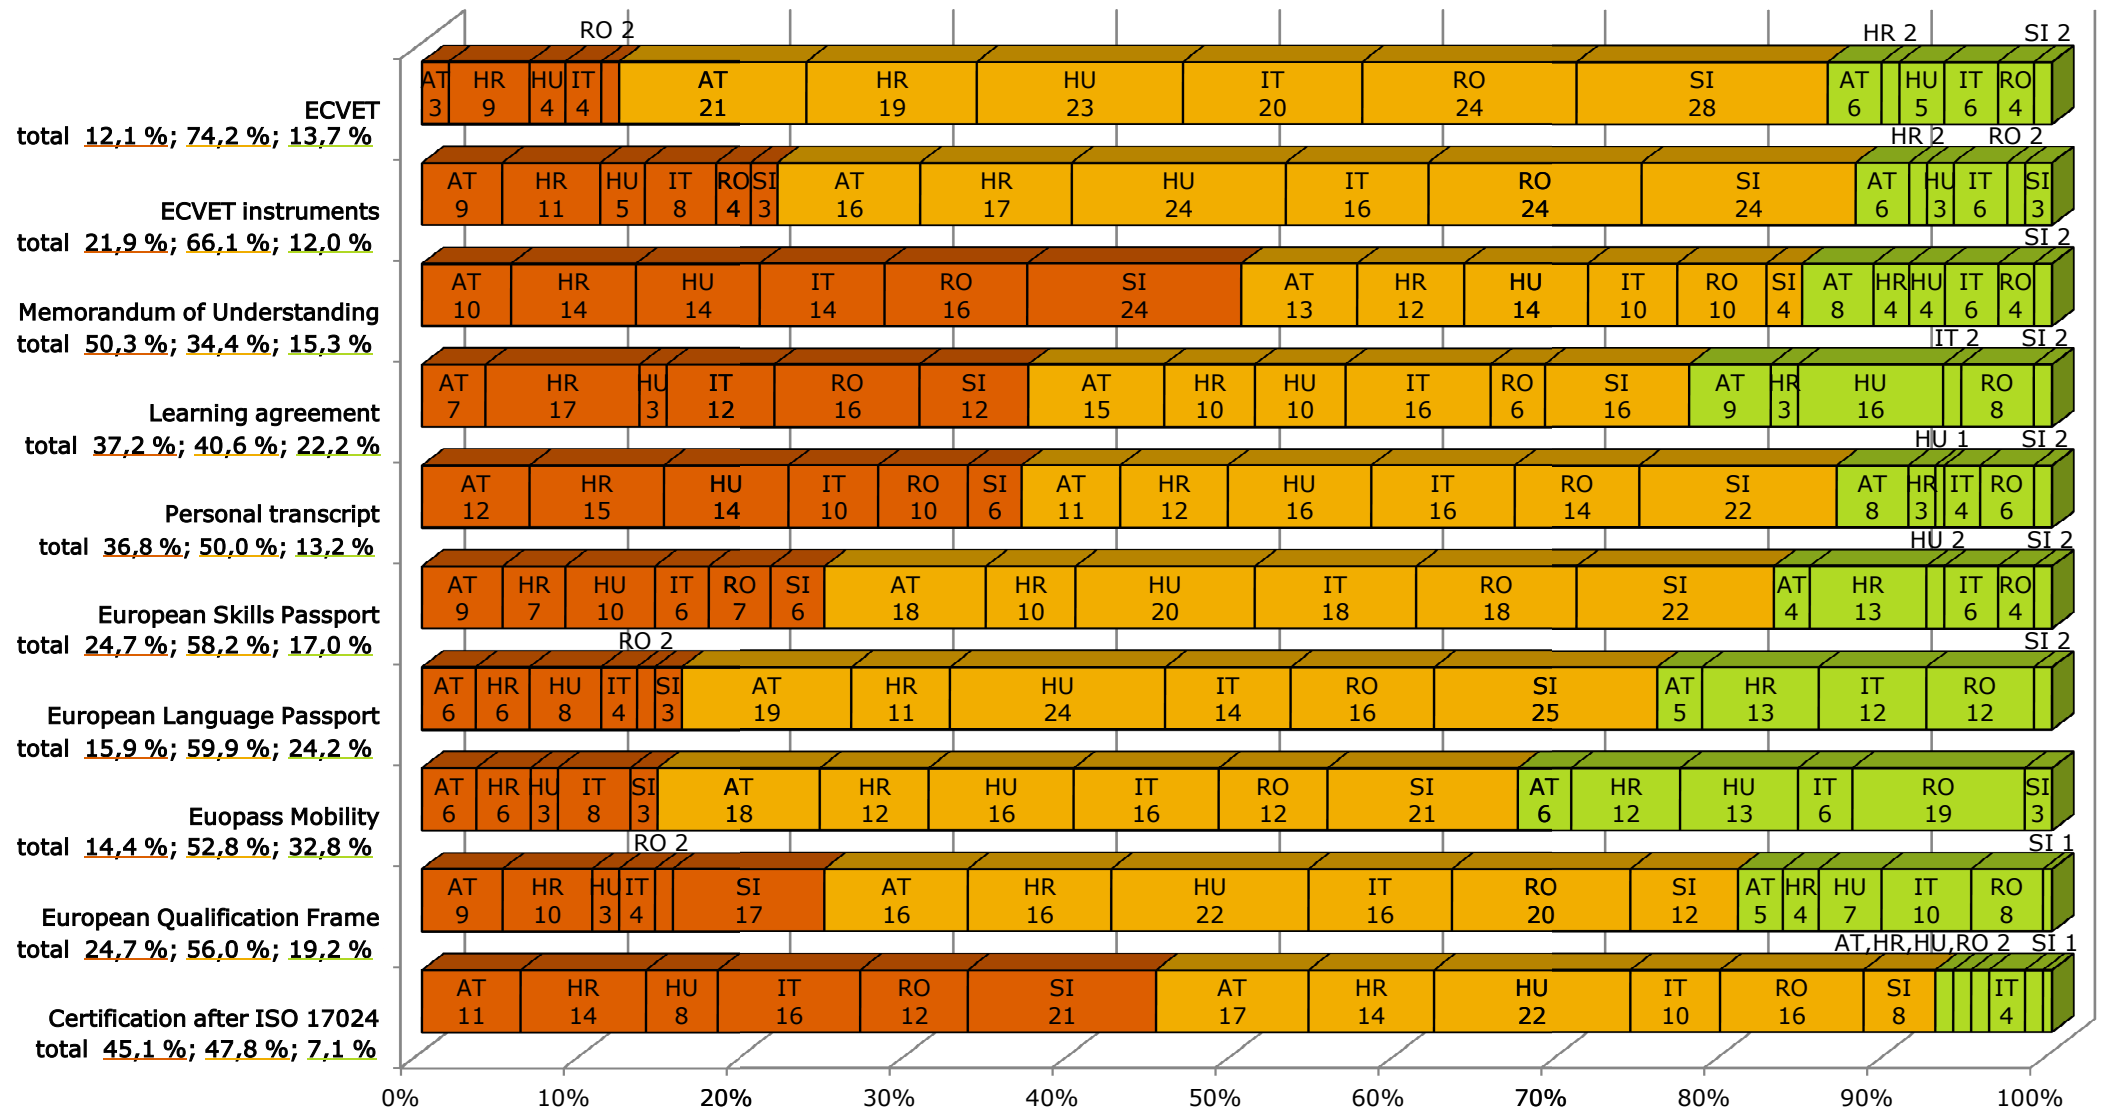 RO 2 HR 2 SI 2
AT HR HU IT AT HR HU IT RO SI AT HU IT RO
3 9 4 4 21 19 23 20 24 28 6 5 6 4
ECVET
total 12,1 %; 74,2 %; 13,7 %
HR 2 RO 2
AT HR HU IT RO SI AT HR HU IT RO SI AT HU IT SI
9 11 5 8 4 3 16 17 24 16 24 24 6 3 6 3
ECVET instruments
total 21,9 %; 66,1 %; 12,0 %
SI 2
AT HR HU IT RO SI AT HR HU IT RO SI AT HR HU IT RO
10 14 14 14 16 24 13 12 14 10 10 4 8 4 4 6 4
Memorandum of Understanding
total 50,3 %; 34,4 %; 15,3 %
IT 2 SI 2
AT HR HU IT RO SI AT HR HU IT RO SI AT HR HU RO
7 17 3 12 16 12 15 10 10 16 6 16 9 3 16 8
Learning agreement
total 37,2 %; 40,6 %; 22,2 %
HU 1 SI 2
AT HR HU IT RO SI AT HR HU IT RO SI AT HR IT RO
12 15 14 10 10 6 11 12 16 16 14 22 8 3 4 6
Personal transcript
total 36,8 %; 50,0 %; 13,2 %
HU 2 SI 2
AT HR HU IT RO SI AT HR HU IT RO SI AT HR IT RO
9 7 10 6 7 6 18 10 20 18 18 22 4 13 6 4
European Skills Passport
total 24,7 %; 58,2 %; 17,0 %
RO 2 SI 2
AT HR HU IT SI AT HR HU IT RO SI AT HR IT RO
6 6 8 4 3 19 11 24 14 16 25 5 13 12 12
European Language Passport
total 15,9 %; 59,9 %; 24,2 %
AT HR HU IT SI AT HR HU IT RO SI AT HR HU IT RO SI
6 6 3 8 3 18 12 16 16 12 21 6 12 13 6 19 3
Euopass Mobility
total 14,4 %; 52,8 %; 32,8 %
RO 2 SI 1
AT HR HU IT SI AT HR HU IT RO SI AT HR HU IT RO
9 10 3 4 17 16 16 22 16 20 12 5 4 7 10 8
European Qualification Frame
total 24,7 %; 56,0 %; 19,2 %
AT,HR,HU,RO 2 SI 1
AT HR HU IT RO SI AT HR HU IT RO SI IT
11 14 8 16 12 21 17 14 22 10 16 8 4
Certification after ISO 17024
total 45,1 %; 47,8 %; 7,1 %
0% 10% 20% 30% 40% 50% 60% 70% 80% 90% 100%